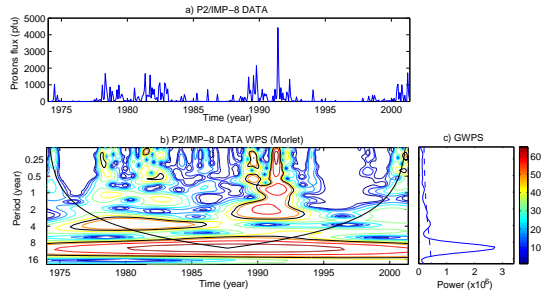 a) P2/IMP-8 DATA
Protons flux (pfu)
5000
4000
3000
2000
1000
0
1975 1980 1985 1990 1995 2000
Time (year)
b) P2/IMP-8 DATA WPS (Morlet)
Period (year)
0.25
0.5
1
2
4
8
16
1975 1980 1985 1990 1995 2000
Time (year)
c) GWPS
0 1 2 3
Power (x10⁶)
60
50
40
30
20
10